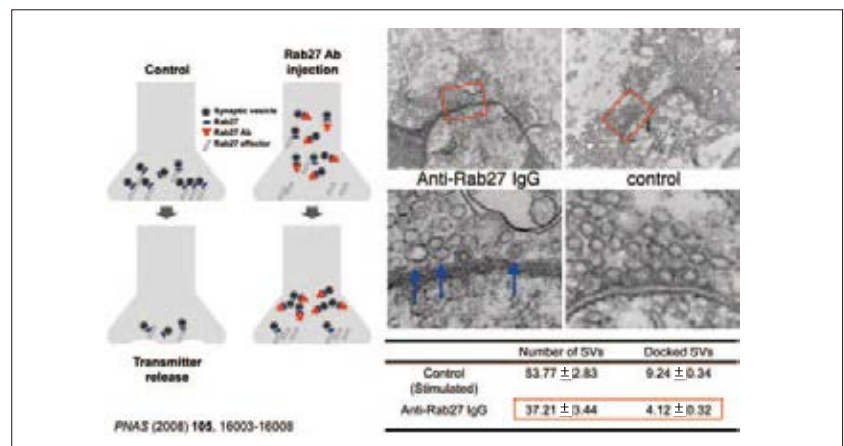 Control
Rab27 Ab
injection
Synaptic vesicle
Rab27
Rab27 Ab
Rab27 effector
Transmitter
release
PNAS (2008) 105, 16003-16008
Anti-Rab27 IgG
control
Number of SVs Docked SVs
Control 53.77 ± 2.83 9.24 ± 0.34
(Stimulated)
Anti-Rab27 IgG 37.21 ± 3.44 4.12 ± 0.32